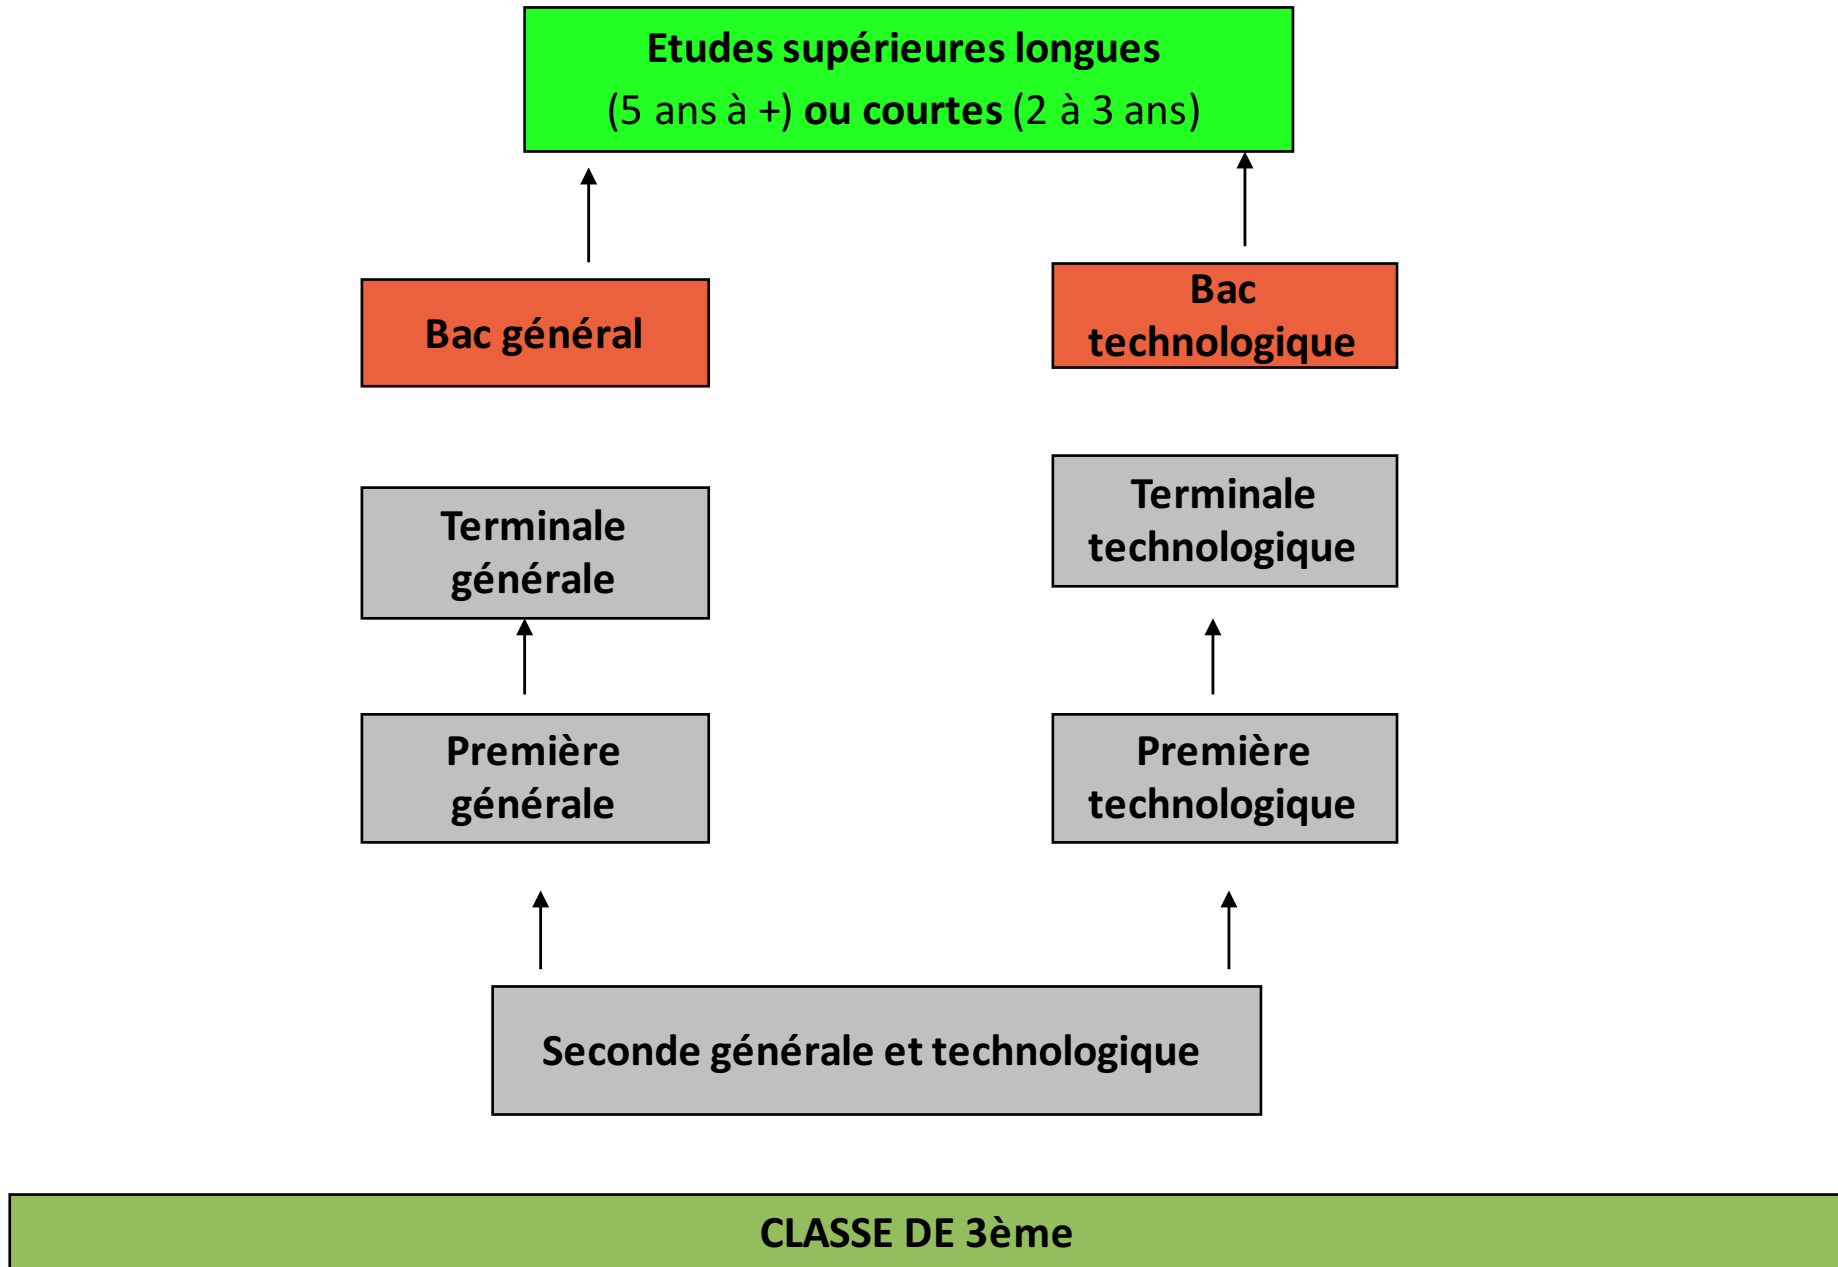 Etudes supérieures longues
(5 ans à +) ou courtes (2 à 3 ans)
Bac général
Bac
technologique
Terminale
générale
Terminale
technologique
Première
générale
Première
technologique
Seconde générale et technologique
CLASSE DE 3ème